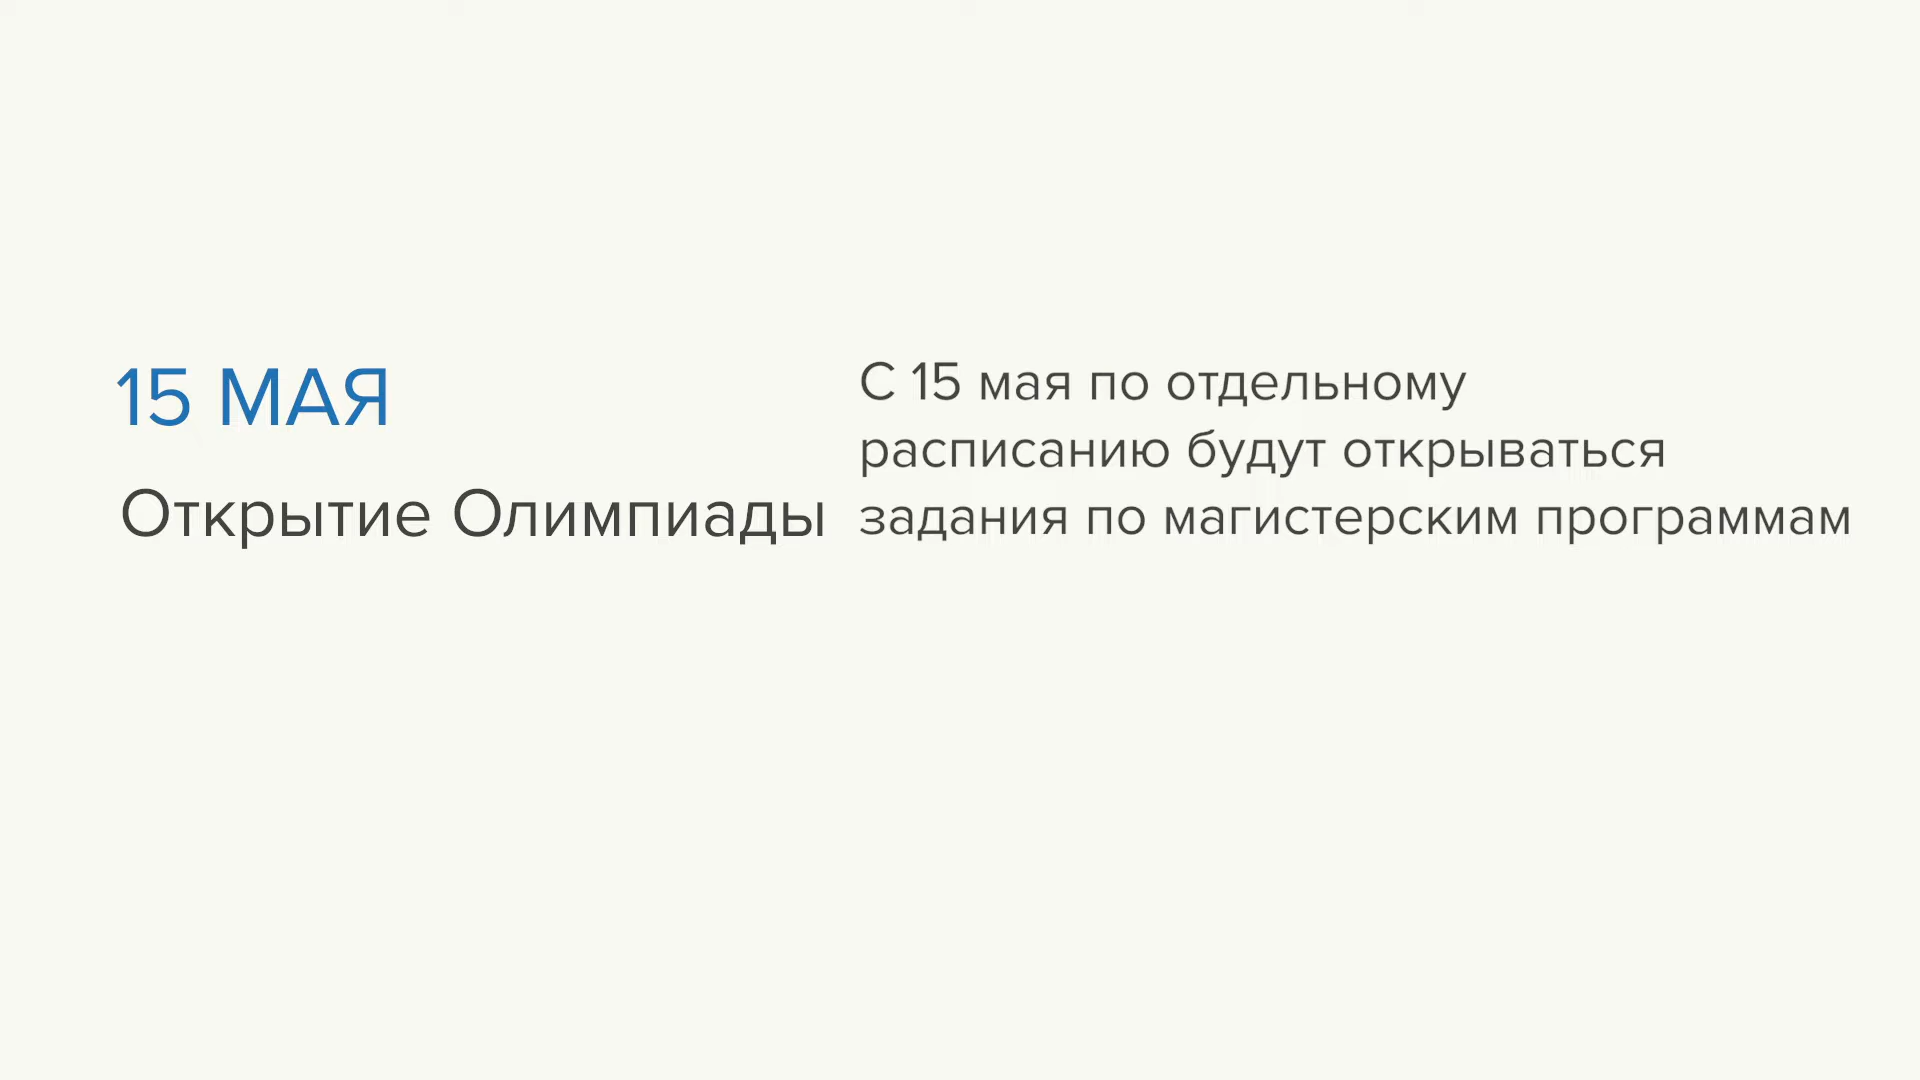 15 МАЯ
Открытие Олимпиады
С 15 мая по отдельному
расписанию будут открываться
задания по магистерским программам